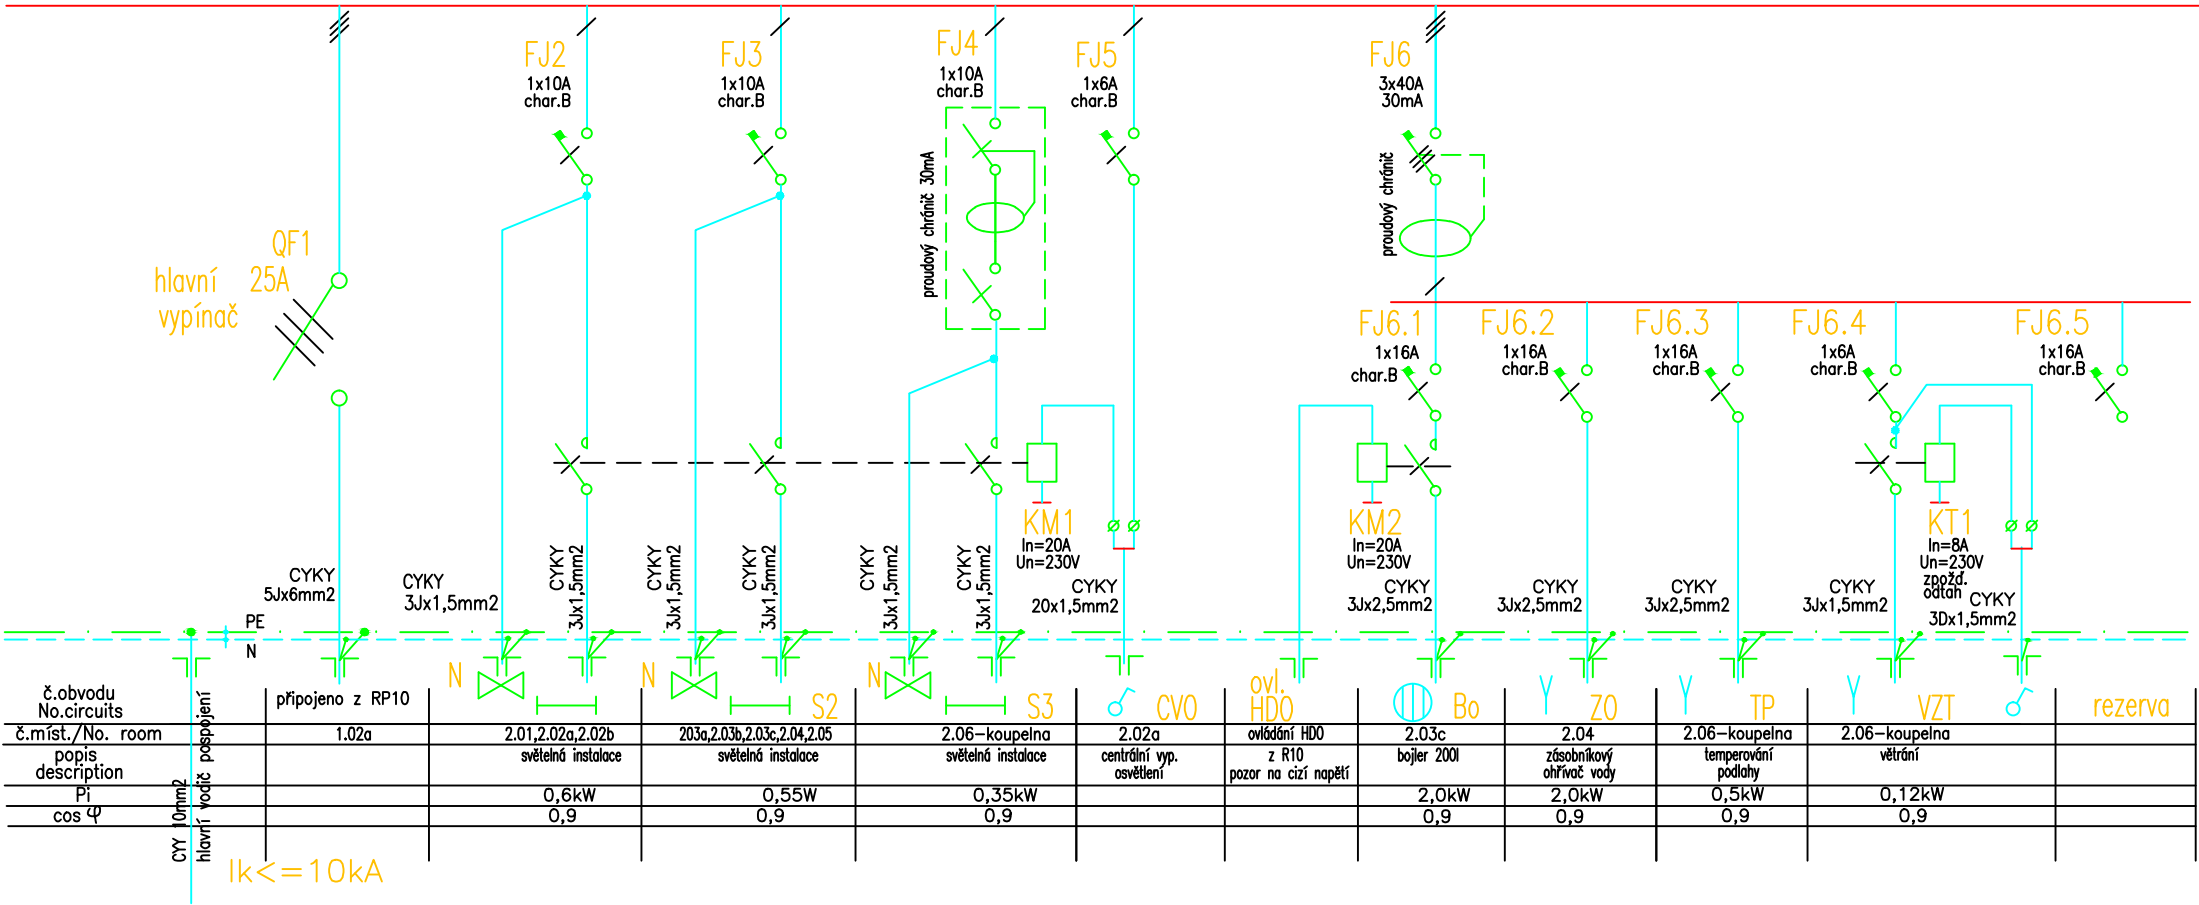 FJ2
1x10A
char.B
FJ3
1x10A
char.B
FJ4
1x10A
char.B
FJ5
1x6A
char.B
FJ6
3x40A
30mA
proudový chránič 30mA
proudový chránič
QF1
hlavní 25A
vypínač
FJ6.1
1x16A
char.B
FJ6.2
1x16A
char.B
FJ6.3
1x16A
char.B
FJ6.4
1x6A
char.B
FJ6.5
1x16A
char.B
KM1
In=20A
Un=230V
KM2
In=20A
Un=230V
KT1
In=8A
Un=230V
zpožď.
odtah
CYKY
5Jx6mm2
CYKY
3Jx1,5mm2
CYKY
3Jx1,5mm2
CYKY
3Jx1,5mm2
CYKY
3Jx1,5mm2
CYKY
3Jx1,5mm2
CYKY
3Jx1,5mm2
CYKY
20x1,5mm2
CYKY
3Jx2,5mm2
CYKY
3Jx2,5mm2
CYKY
3Jx2,5mm2
CYKY
3Jx1,5mm2
CYKY
3Dx1,5mm2
PE
N
N
N
S2
N
S3
CVO
ovl.
HDO
Bo
ZO
TP
VZT
rezerva
č.obvodu
No.circuits
připojeno z RP10
č.míst./No. room
1.02a
2.01,2.02a,2.02b
203a,2.03b,2.03c,2.04,2.05
2.06-koupelna
2.02a
ovládání HDO
2.03c
2.04
2.06-koupelna
2.06-koupelna
popis
description
světelná instalace
světelná instalace
světelná instalace
centrální vyp.
osvětlení
z R10
pozor na cizí napětí
bojler 200l
zásobníkový
ohřívač vody
temperování
podlahy
větrání
Pi
0,6kW
0,55W
0,35kW
2,0kW
2,0kW
0,5kW
0,12kW
cos φ
0,9
0,9
0,9
0,9
0,9
0,9
0,9
CYY 10mm2
hlavní vodič pospojení
Ik<=10kA